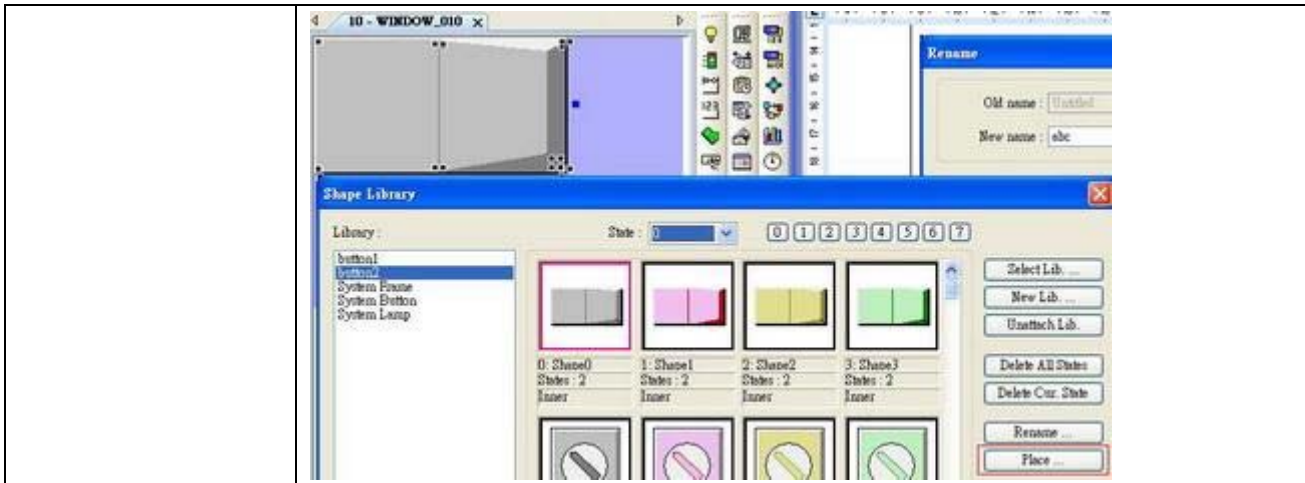 10 - WINDOW_010
Rename
Old name : Untitled
New name : abc
Shape Library
Library :
State : 0
0 1 2 3 4 5 6 7
button1
button2
System Frame
System Button
System Lamp
Select Lib. ...
New Lib. ...
Unattach Lib.
0: Shape0
States : 2
Inner
1: Shape1
States : 2
Inner
2: Shape2
States : 2
Inner
3: Shape3
States : 2
Inner
Delete All States
Delete Cur. State
Rename ...
Place ...